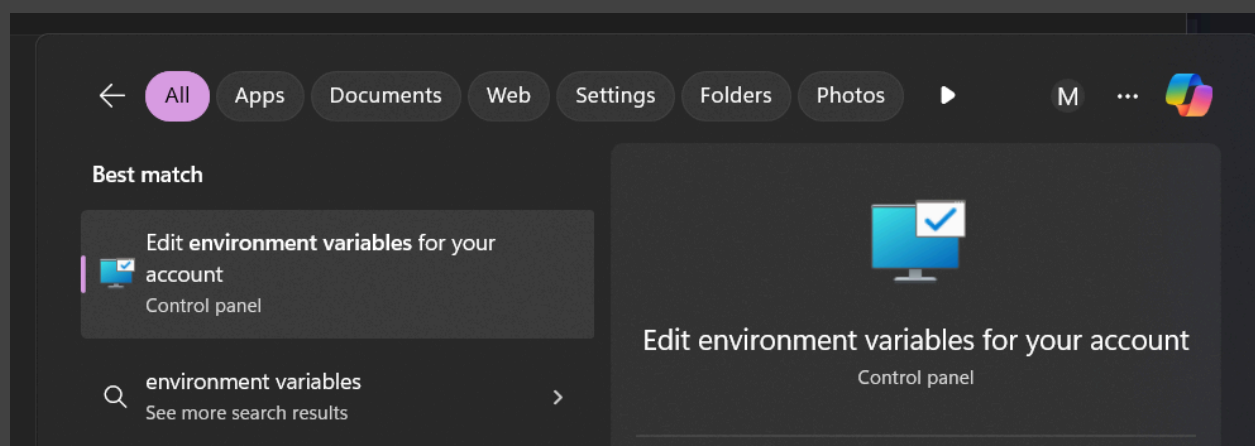 All Apps Documents Web Settings Folders Photos M
Best match
Edit environment variables for your
account
Control panel
environment variables
See more search results
Edit environment variables for your account
Control panel